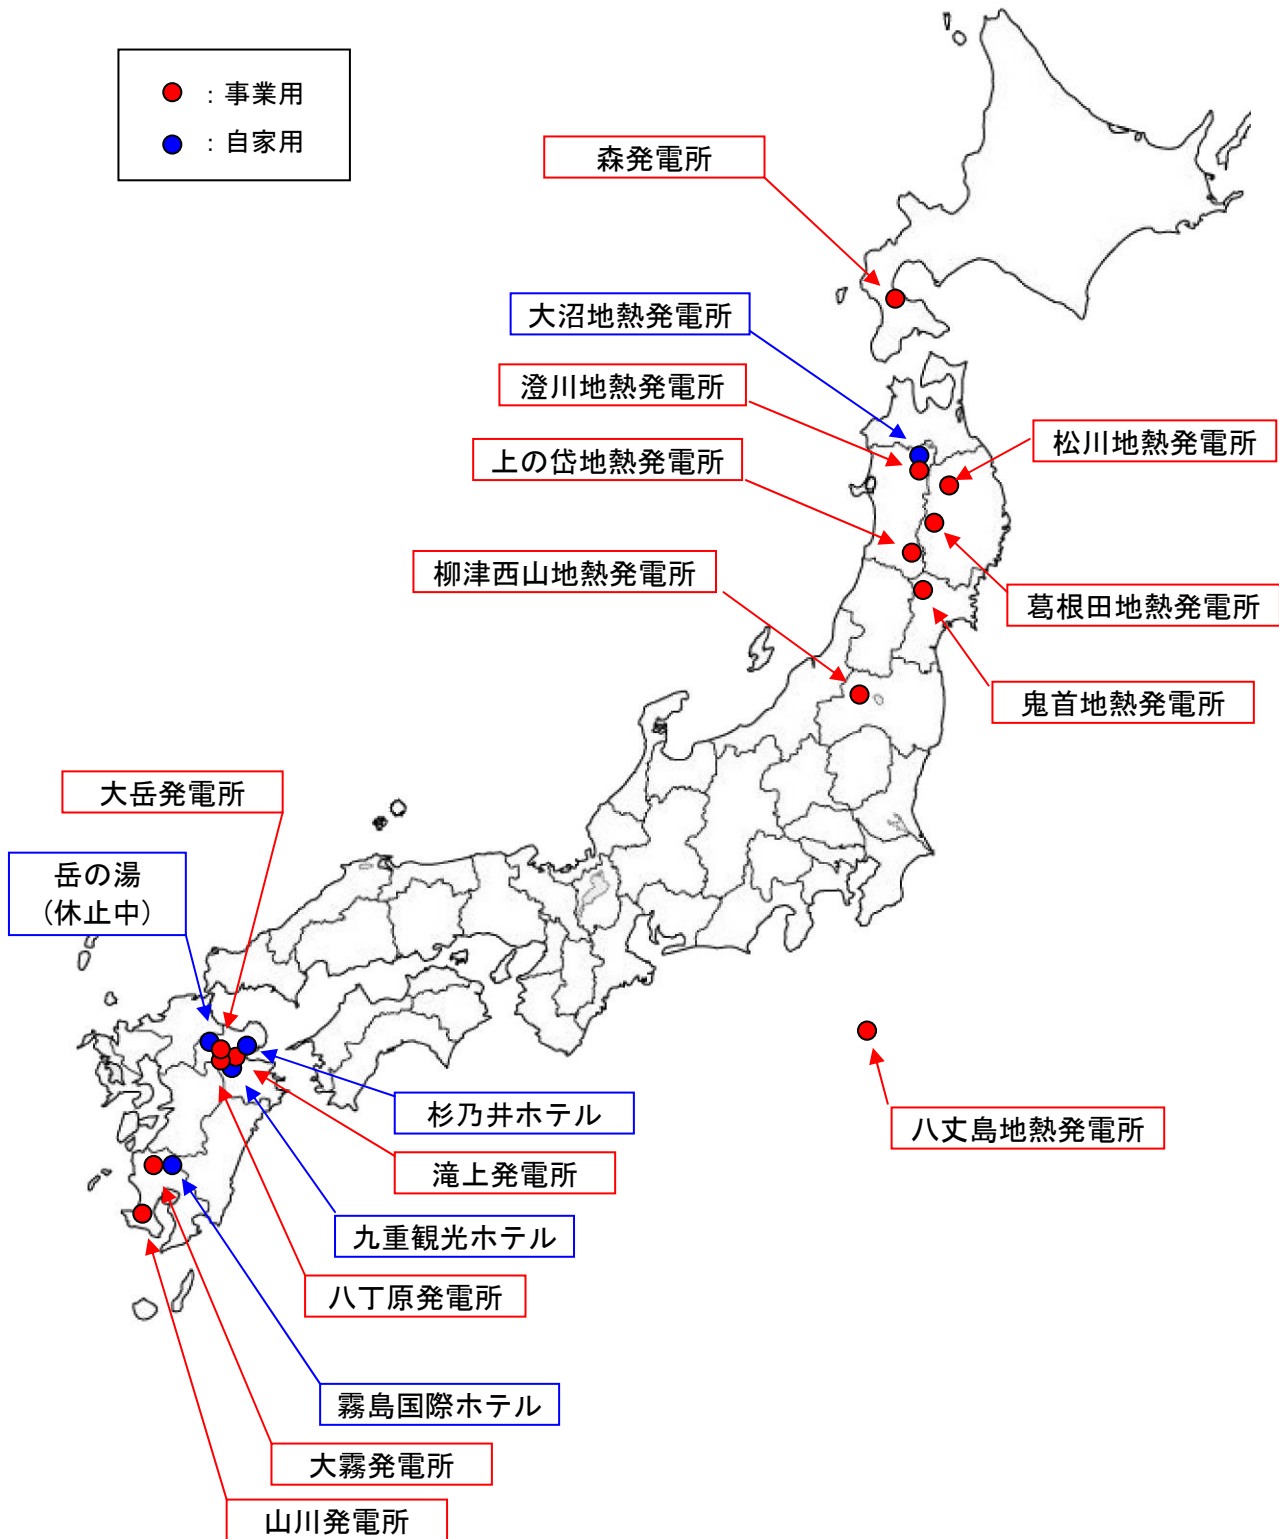 ：事業用
：自家用
森発電所
大沼地熱発電所
澄川地熱発電所
上の岱地熱発電所
松川地熱発電所
柳津西山地熱発電所
葛根田地熱発電所
鬼首地熱発電所
大岳発電所
岳の湯
（休止中）
杉乃井ホテル
八丈島地熱発電所
滝上発電所
九重観光ホテル
八丁原発電所
霧島国際ホテル
大霧発電所
山川発電所